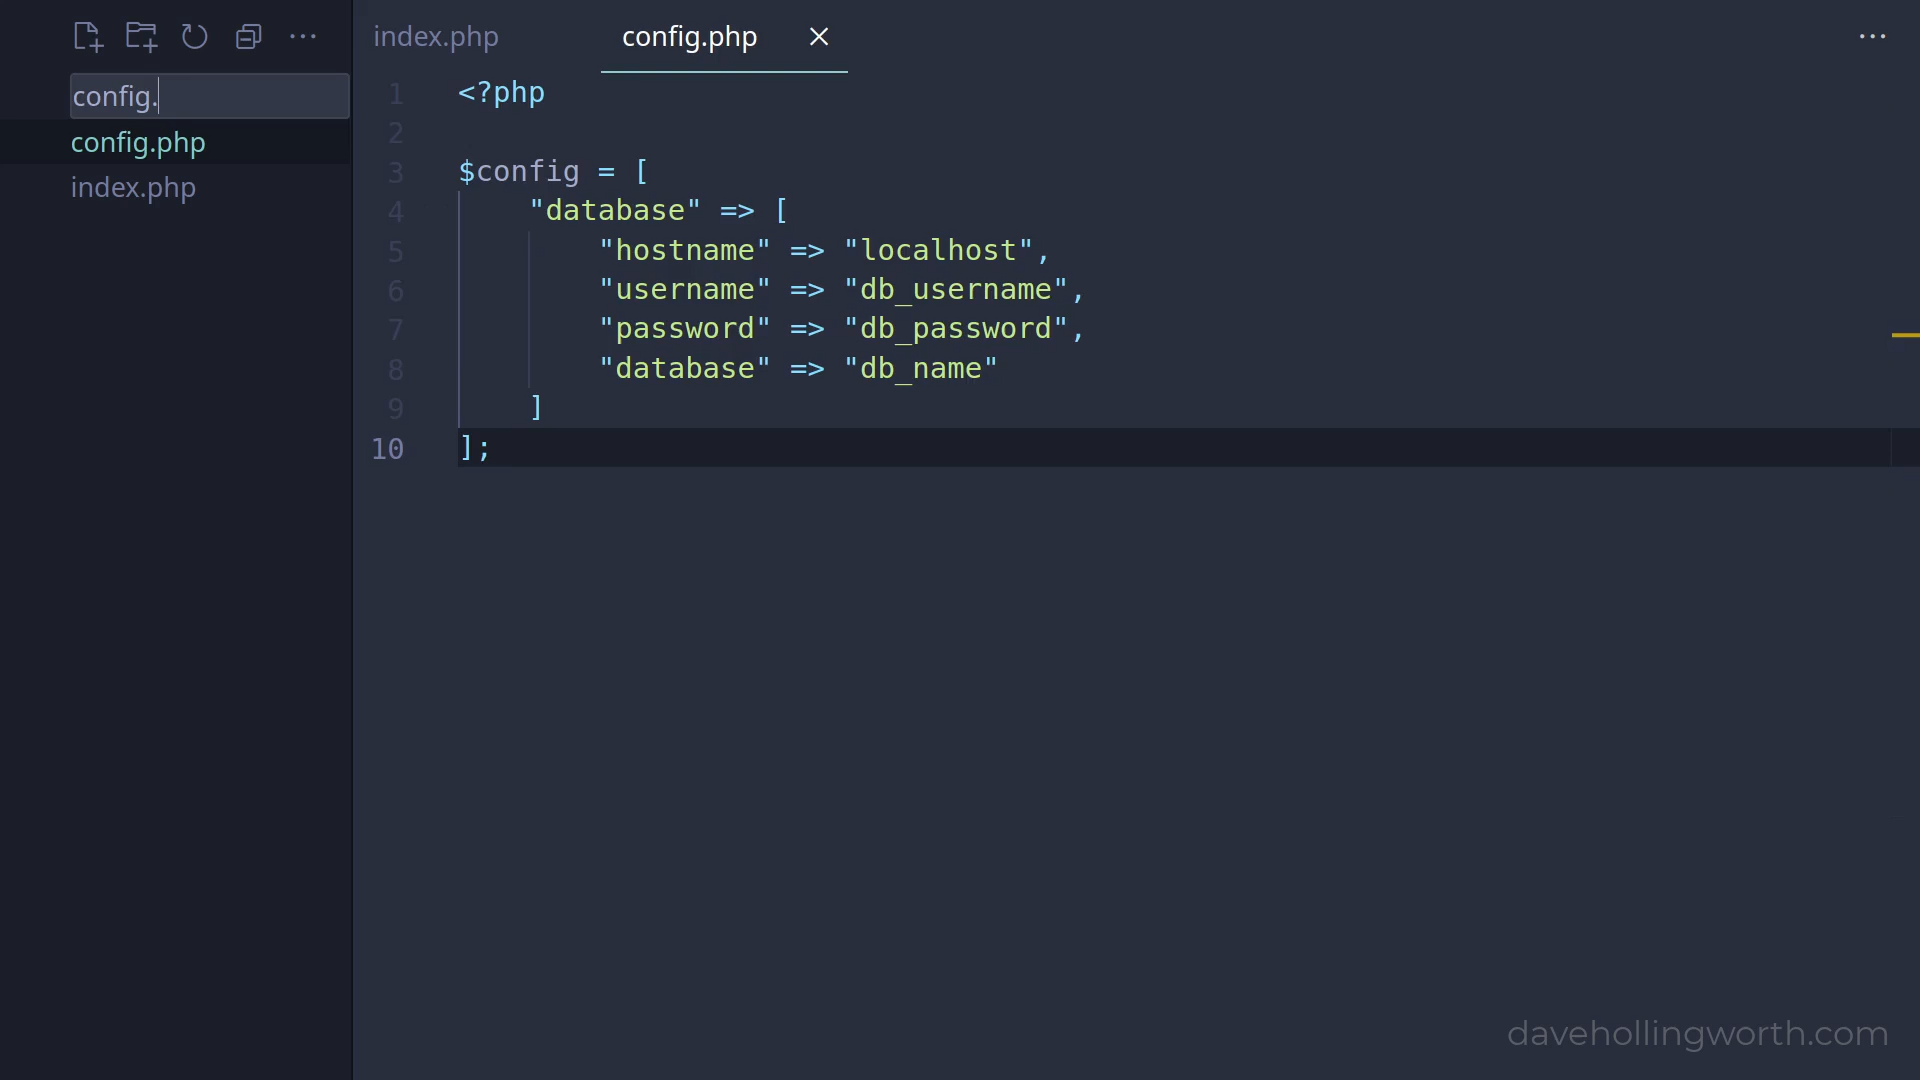 index.php
config.php
config.
config.php
index.php
1 <?php
2
3 $config = [
4 "database" => [
5 "hostname" => "localhost",
6 "username" => "db_username",
7 "password" => "db_password",
8 "database" => "db_name"
9 ]
10 ];
davehollingworth.com